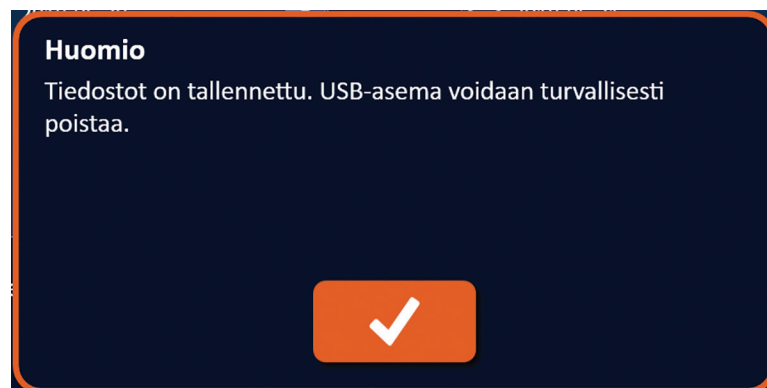 Huomio
Tiedostot on tallennettu. USB-asema voidaan turvallisesti
poistaa.